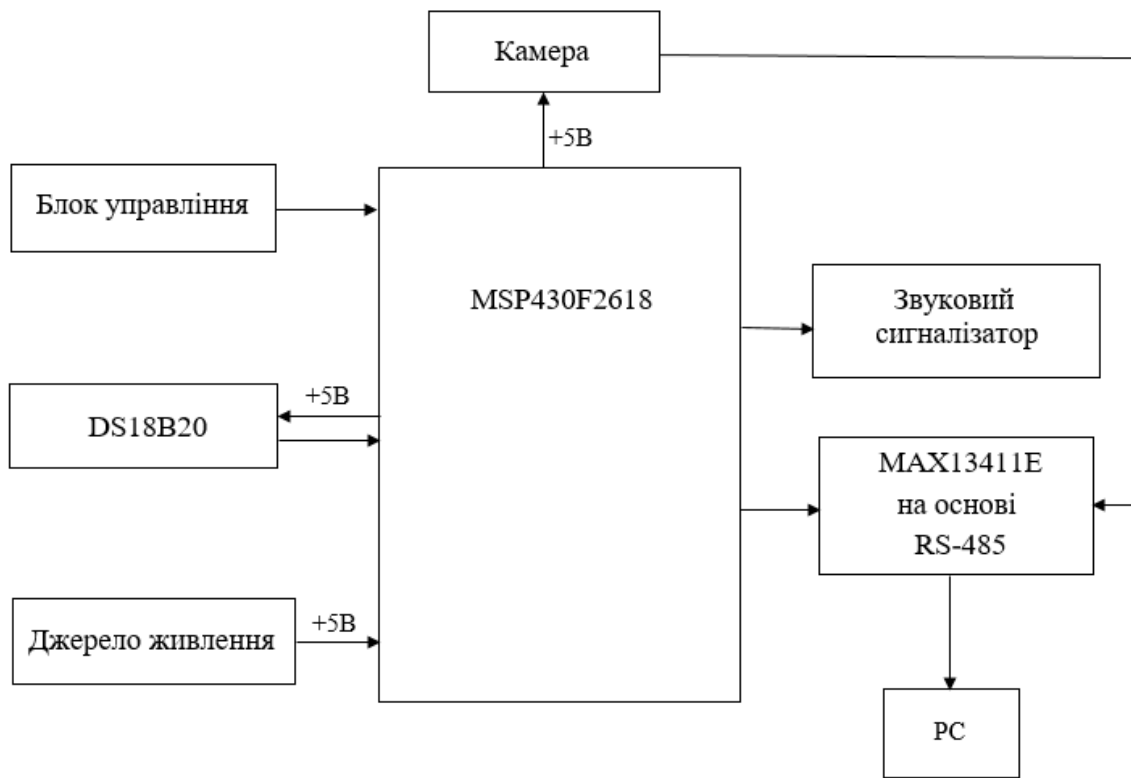 Камера
+5В
Блок управління
MSP430F2618
Звуковий
сигналізатор
+5В
DS18B20
MAX13411E
на основі
RS-485
Джерело живлення
+5В
PC